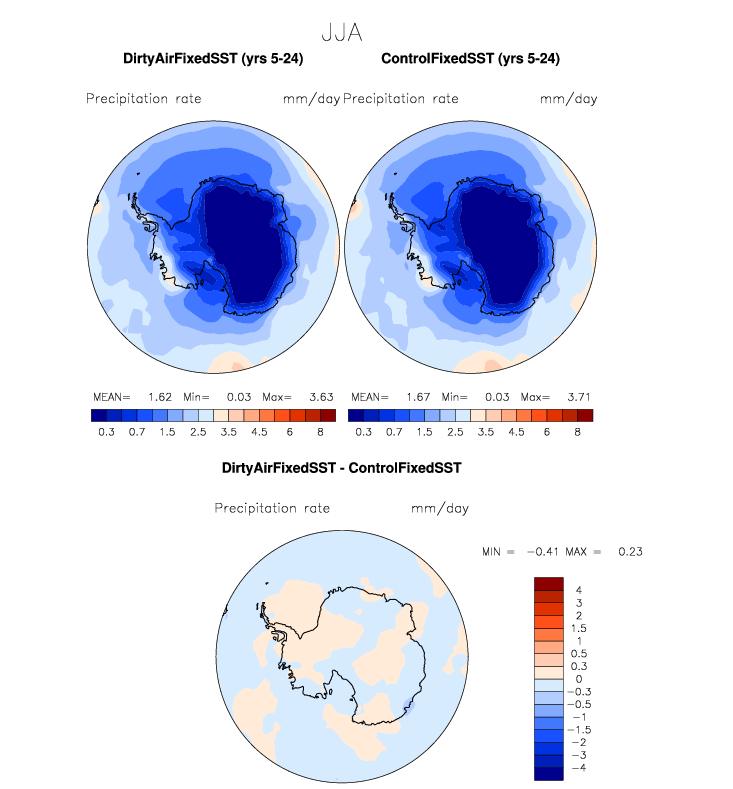 JJA
DirtyAirFixedSST (yrs 5-24) ControlFixedSST (yrs 5-24)
Precipitation rate mm/day Precipitation rate mm/day
MEAN= 1.62 Min= 0.03 Max= 3.63 MEAN= 1.67 Min= 0.03 Max= 3.71
0.3 0.7 1.5 2.5 3.5 4.5 6 8 0.3 0.7 1.5 2.5 3.5 4.5 6 8
DirtyAirFixedSST - ControlFixedSST
Precipitation rate mm/day
MIN = -0.41 MAX = 0.23
4
3
2
1.5
1
0.5
0.3
0
-0.3
-0.5
-1
-1.5
-2
-3
-4